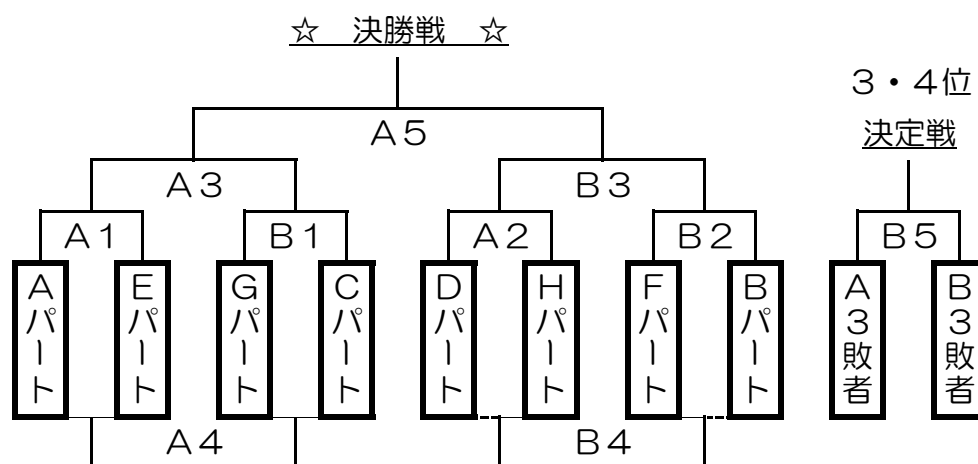 ☆　決勝戦　☆
３・４位
決定戦
Ａ５
Ａ３
Ｂ３
Ａ１
Ｂ１
Ａ２
Ｂ２
Ｂ５
Ａパート
Ｅパート
Ｇパート
Ｃパート
Ｄパート
Ｈパート
Ｆパート
Ｂパート
Ａ３敗者
Ｂ３敗者
Ａ４
Ｂ４